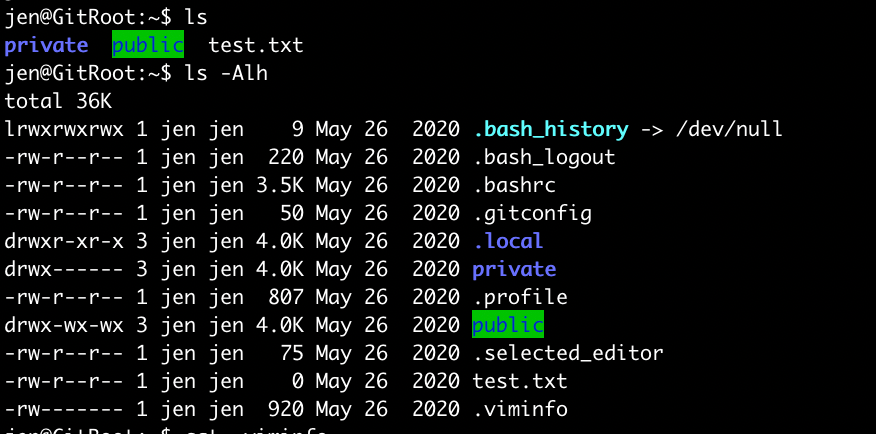 jen@GitRoot:~$ ls
private  public  test.txt
jen@GitRoot:~$ ls -Alh
total 36K
lrwxrwxrwx 1 jen jen    9 May 26  2020 .bash_history -> /dev/null
-rw-r--r-- 1 jen jen  220 May 26  2020 .bash_logout
-rw-r--r-- 1 jen jen 3.5K May 26  2020 .bashrc
-rw-r--r-- 1 jen jen   50 May 26  2020 .gitconfig
drwxr-xr-x 3 jen jen 4.0K May 26  2020 .local
drwx------ 3 jen jen 4.0K May 26  2020 private
-rw-r--r-- 1 jen jen  807 May 26  2020 .profile
drwx-wx-wx 3 jen jen 4.0K May 26  2020 public
-rw-r--r-- 1 jen jen   75 May 26  2020 .selected_editor
-rw-r--r-- 1 jen jen    0 May 26  2020 test.txt
-rw------- 1 jen jen  920 May 26  2020 .viminfo
jen@GitRoot:~$ cat .viminfo